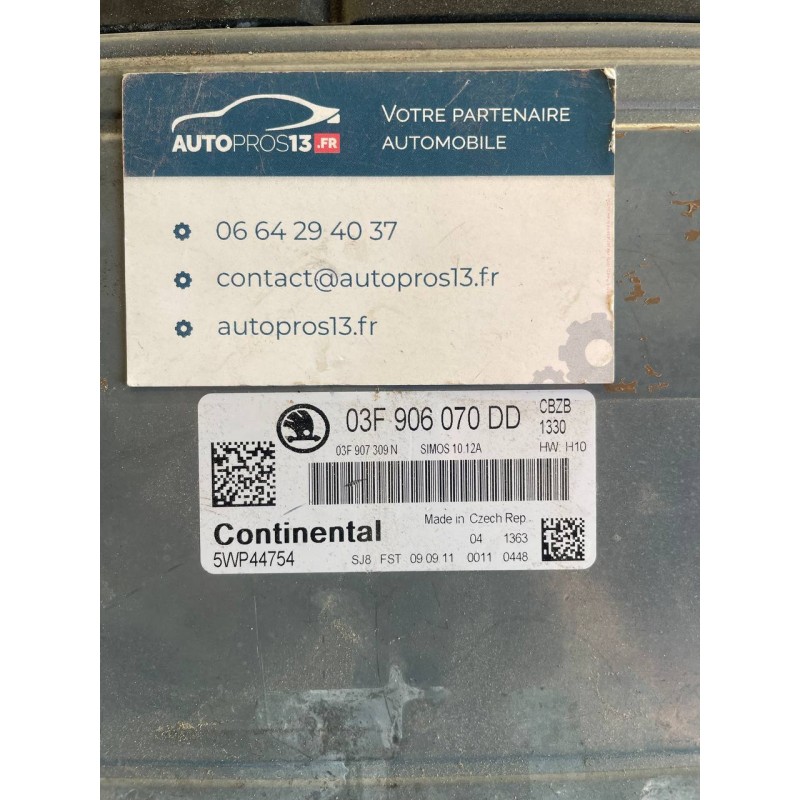 AUTOPROS13.FR
VOTRE PARTENAIRE
AUTOMOBILE
06 64 29 40 37
contact@autopros13.fr
autopros13.fr
03F 906 070 DD
CBZB
1330
03F 907 309 N SIMOS 10.12A HW: H10
Continental
Made in Czech Rep.
04 1363
5WP44754
SJ8 FST 09 09 11 0011 0448